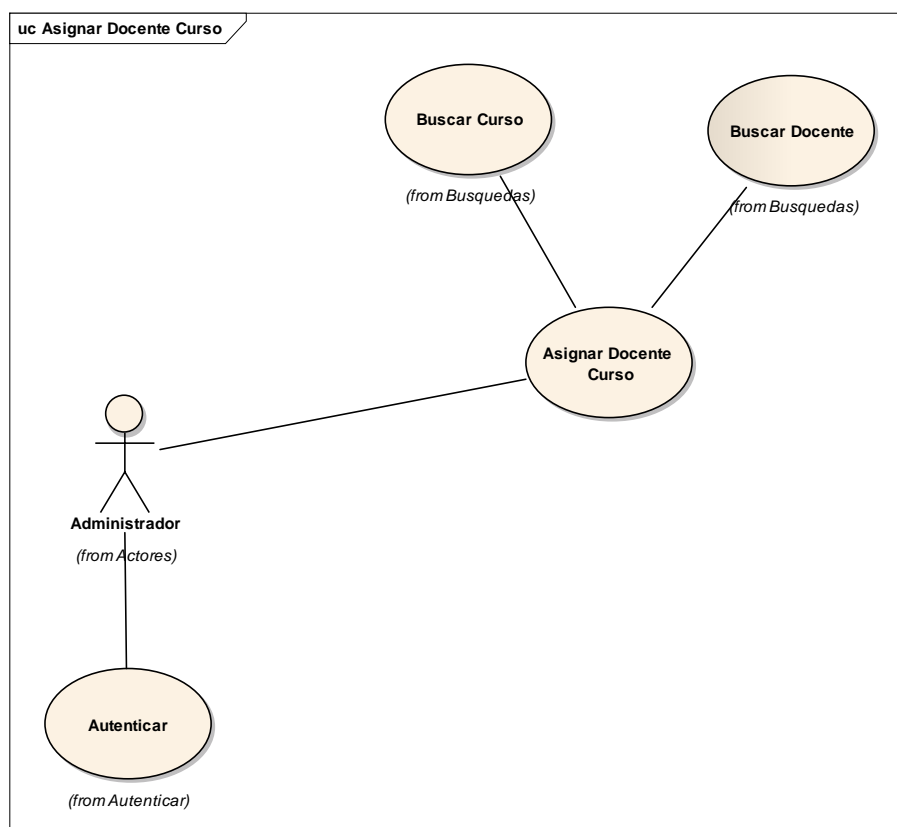 uc Asignar Docente Curso
Buscar Curso
(from Busquedas)
Buscar Docente
(from Busquedas)
Asignar Docente
Curso
Administrador
(from Actores)
Autenticar
(from Autenticar)